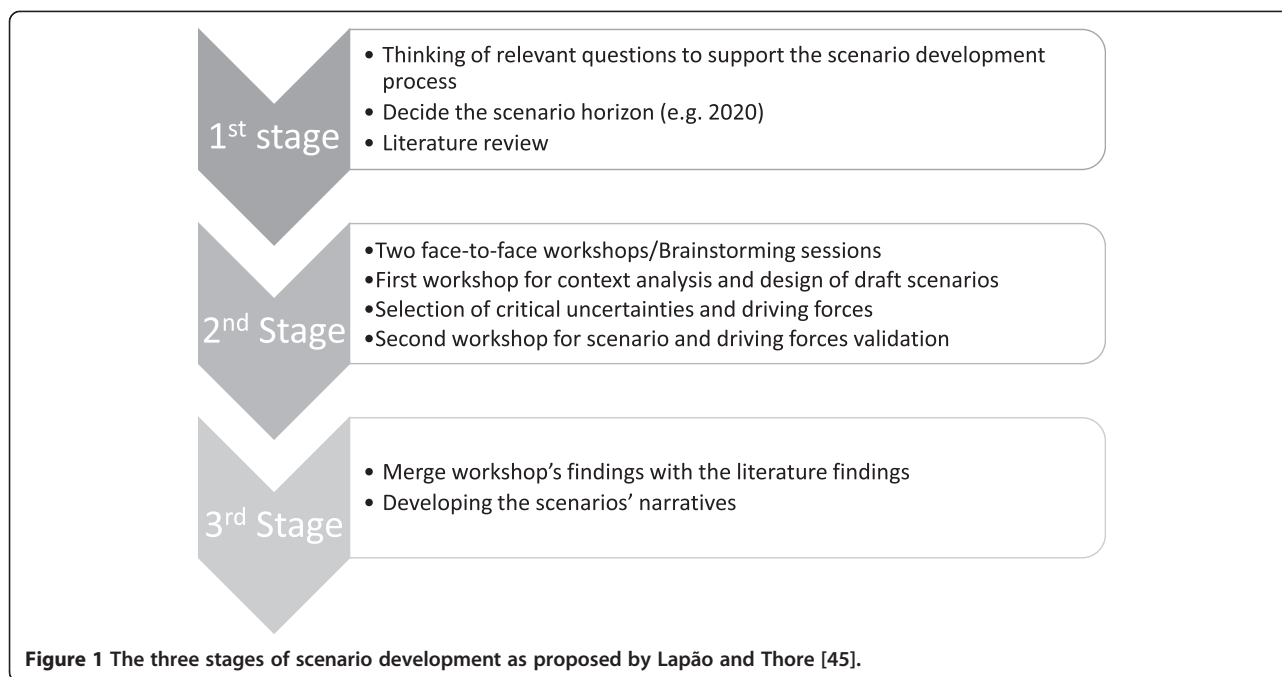 • Thinking of relevant questions to support the scenario development
process
• Decide the scenario horizon (e.g. 2020)
• Literature review
1st stage
•Two face-to-face workshops/Brainstorming sessions
•First workshop for context analysis and design of draft scenarios
•Selection of critical uncertainties and driving forces
•Second workshop for scenario and driving forces validation
2nd Stage
• Merge workshop's findings with the literature findings
• Developing the scenarios' narratives
3rd Stage
Figure 1 The three stages of scenario development as proposed by Lapão and Thore [45].